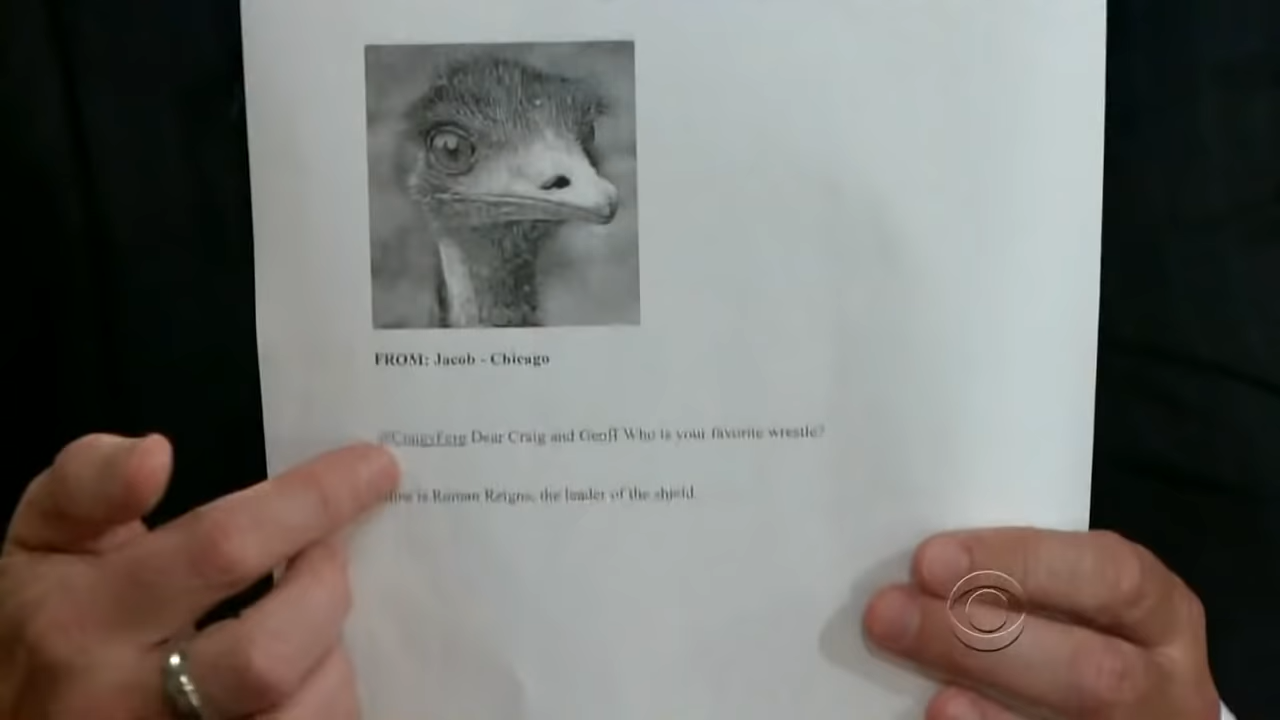 FROM: Jacob - Chicago
@CraigyFerg Dear Craig and Geoff Who is your favorite wrestle?
is Roman Reigns, the leader of the shield.